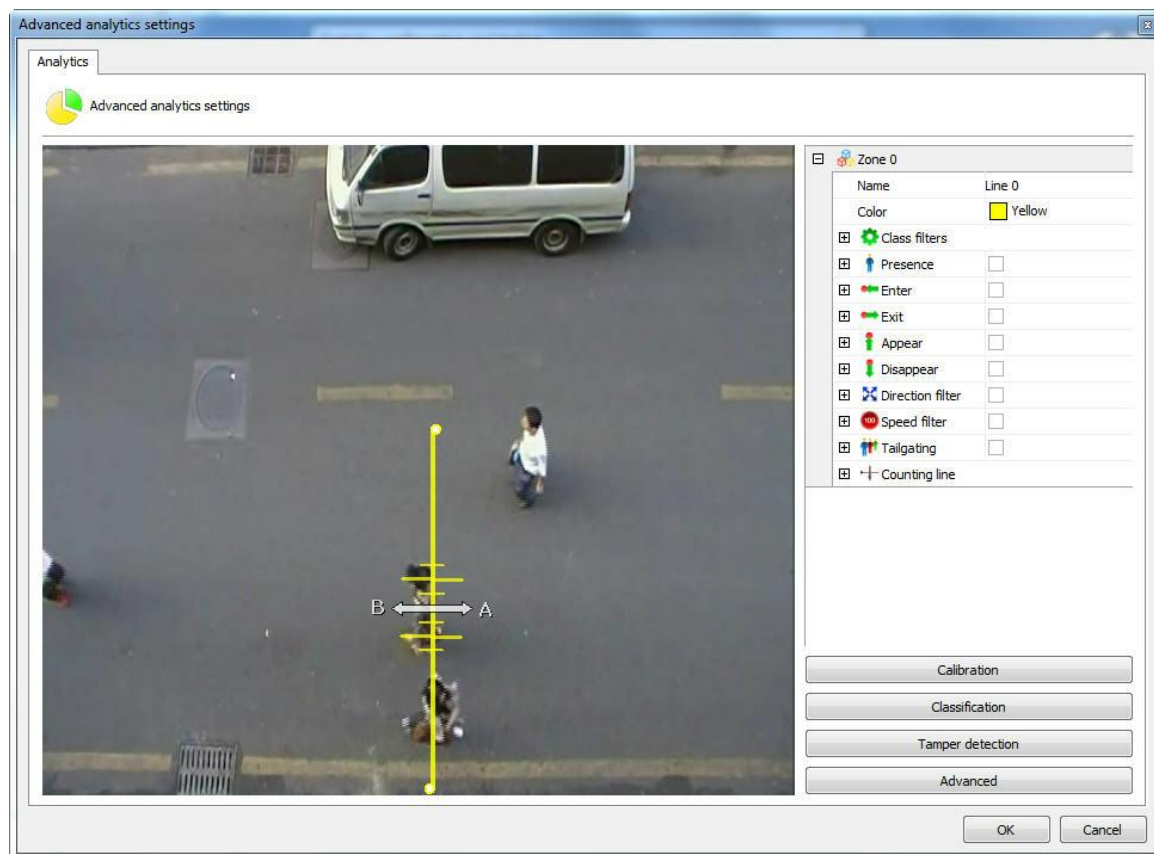 Advanced analytics settings
Analytics
Advanced analytics settings
B A
Zone 0
Name Line 0
Color Yellow
Class filters
Presence
Enter
Exit
Appear
Disappear
Direction filter
100 Speed filter
Tailgating
Counting line
Calibration
Classification
Tamper detection
Advanced
OK Cancel